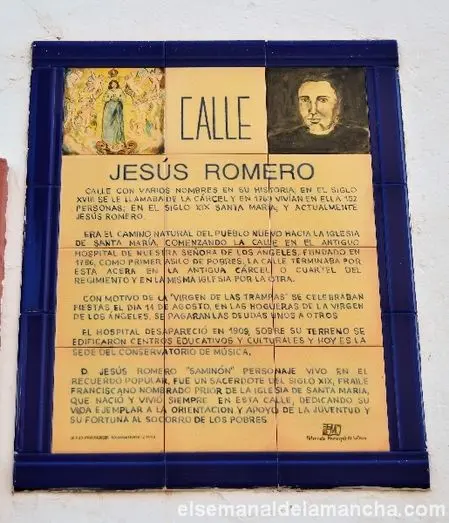 CALLE
JESÚS ROMERO
CALLE CON VARIOS NOMBRES EN SU HISTORIA; EN EL SIGLO
XVIII SE LE LLAMABA DE LA CÁRCEL Y EN 1769 VIVÍAN EN ELLA 102
PERSONAS; EN EL SIGLO XIX SANTA MARÍA, Y ACTUALMENTE
JESÚS ROMERO.
ERA EL CAMINO NATURAL DEL PUEBLO NUEVO HACIA LA IGLESIA
DE SANTA MARÍA, COMENZANDO LA CALLE EN EL ANTIGUO
HOSPITAL DE NUESTRA SEÑORA DE LOS ANGELES, FUNDADO EN
1786, COMO PRIMER ASILO DE POBRES, LA CALLE TERMINABA POR
ESTA ACERA EN LA ANTIGUA CÁRCEL O CUARTEL DEL
REGIMIENTO Y EN LA MISMA IGLESIA POR LA OTRA.
CON MOTIVO DE LA "VIRGEN DE LAS TRAMPAS" SE CELEBRABAN
FIESTAS EL DIA 14 DE AGOSTO, EN LAS HOGUERAS DE LA VIRGEN
DE LOS ANGELES, SE PAGARAN LAS DEUDAS UNOS A OTROS
EL HOSPITAL DESAPARECIÓ EN 1909, SOBRE SU TERRENO SE
EDIFICARON CENTROS EDUCATIVOS Y CULTURALES Y HOY ES LA
SEDE DEL CONSERVATORIO DE MÚSICA.
D. JESÚS ROMERO "SAMINÓN" PERSONAJE VIVO EN EL
RECUERDO POPULAR, FUE UN SACERDOTE DEL SIGLO XIX, FRAILE
FRANCISCANO NOMBRADO PRIOR DE LA IGLESIA DE SANTA MARÍA,
QUE NACIÓ Y VIVIÓ SIEMPRE EN ESTA CALLE, DEDICANDO SU
VIDA EJEMPLAR A LA ORIENTACIÓN Y APOYO DE LA JUVENTUD Y
SU FORTUNA AL SOCORRO DE LOS POBRES.
elsemanaldelamancha.com